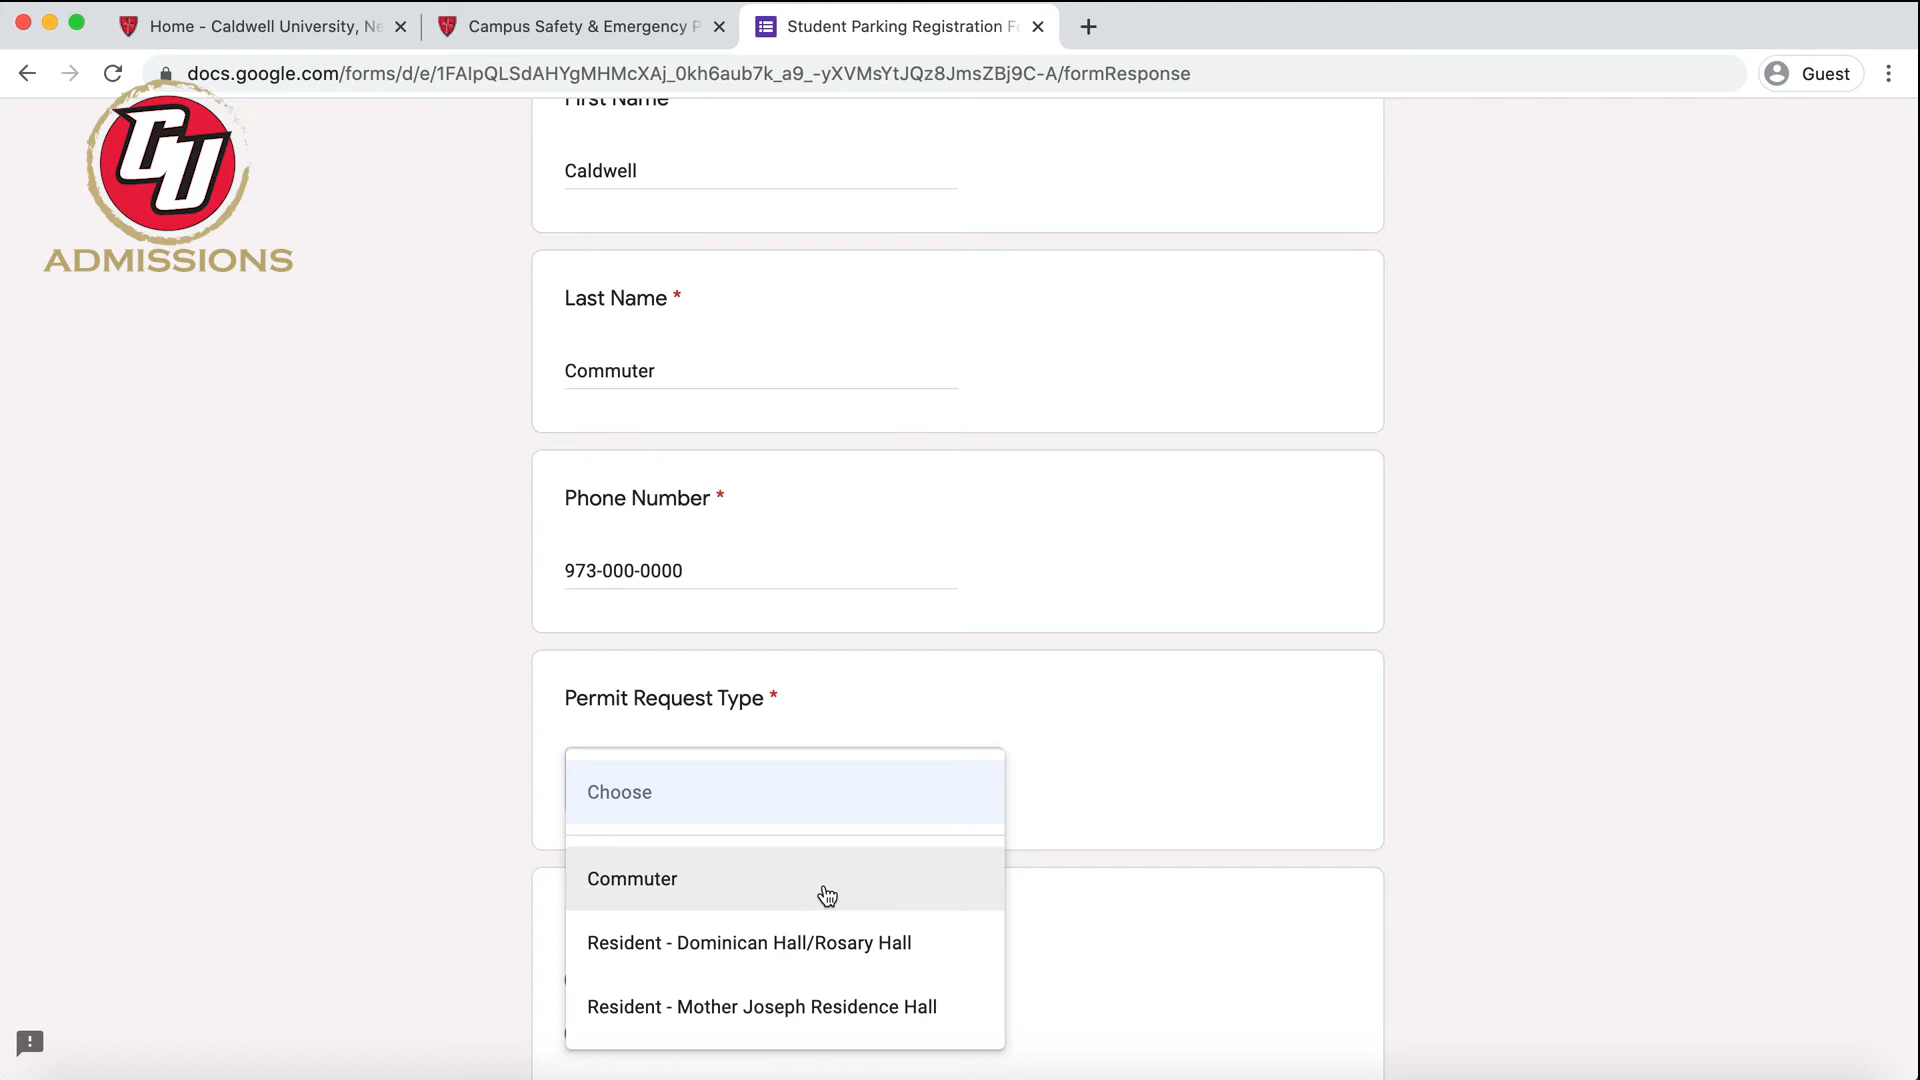 Home - Caldwell University, Ne
Campus Safety & Emergency P
Student Parking Registration Fo
docs.google.com/forms/d/e/1FAIpQLSdAHYgMHMcXAj_0kh6aub7k_a9_-yXVMsYtJQz8JmsZBj9C-A/formResponse
Guest
CU
ADMISSIONS
First Name
Caldwell
Last Name *
Commuter
Phone Number *
973-000-0000
Permit Request Type *
Choose
Commuter
Resident - Dominican Hall/Rosary Hall
Resident - Mother Joseph Residence Hall